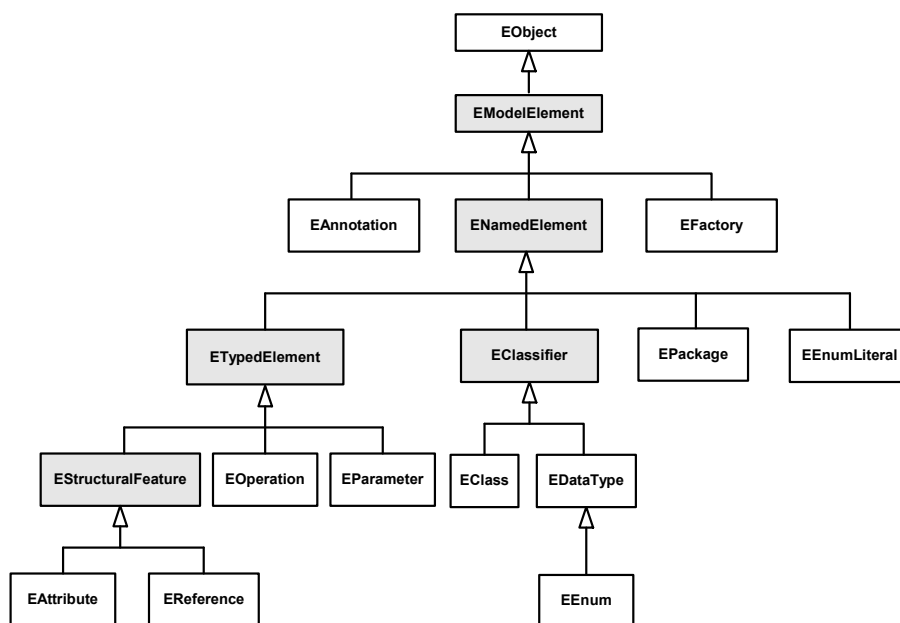 EObject
EModelElement
EAnnotation
ENamedElement
EFactory
ETypedElement
EClassifier
EPackage
EEnumLiteral
EStructuralFeature
EOperation
EParameter
EClass
EDataType
EAttribute
EReference
EEnum